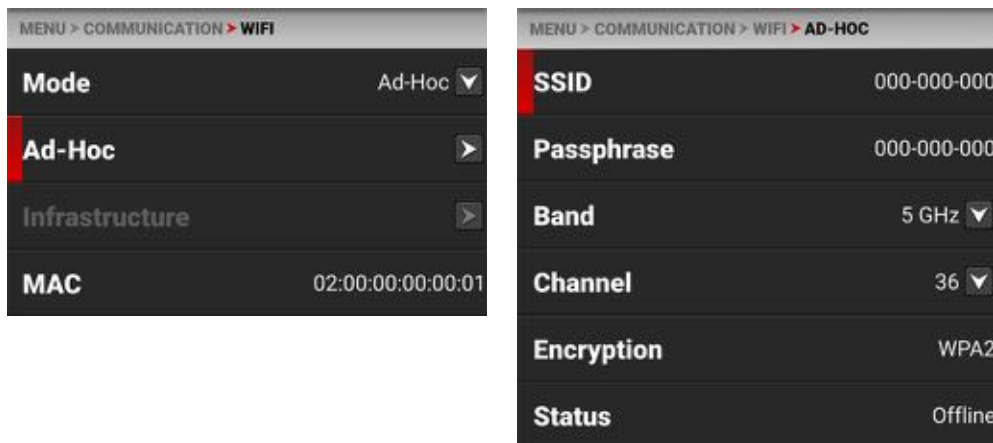 MENU > COMMUNICATION > WIFI
Mode Ad-Hoc
Ad-Hoc
Infrastructure
MAC 02:00:00:00:00:01
MENU > COMMUNICATION > WIFI > AD-HOC
SSID 000-000-000
Passphrase 000-000-000
Band 5 GHz
Channel 36
Encryption WPA2
Status Offline